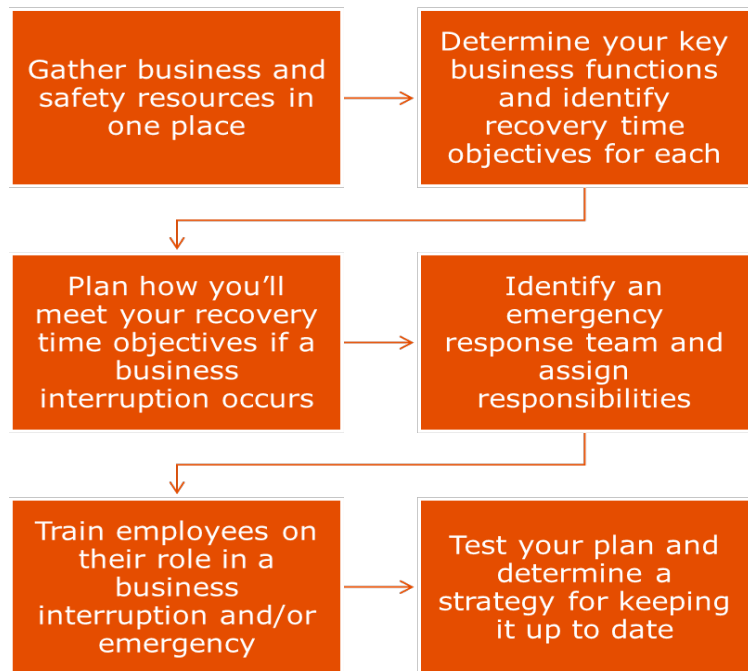 Gather business and
safety resources in
one place
Determine your key
business functions
and identify
recovery time
objectives for each
Plan how you’ll
meet your recovery
time objectives if a
business
interruption occurs
Identify an
emergency
response team and
assign
responsibilities
Train employees on
their role in a
business
interruption and/or
emergency
Test your plan and
determine a
strategy for keeping
it up to date